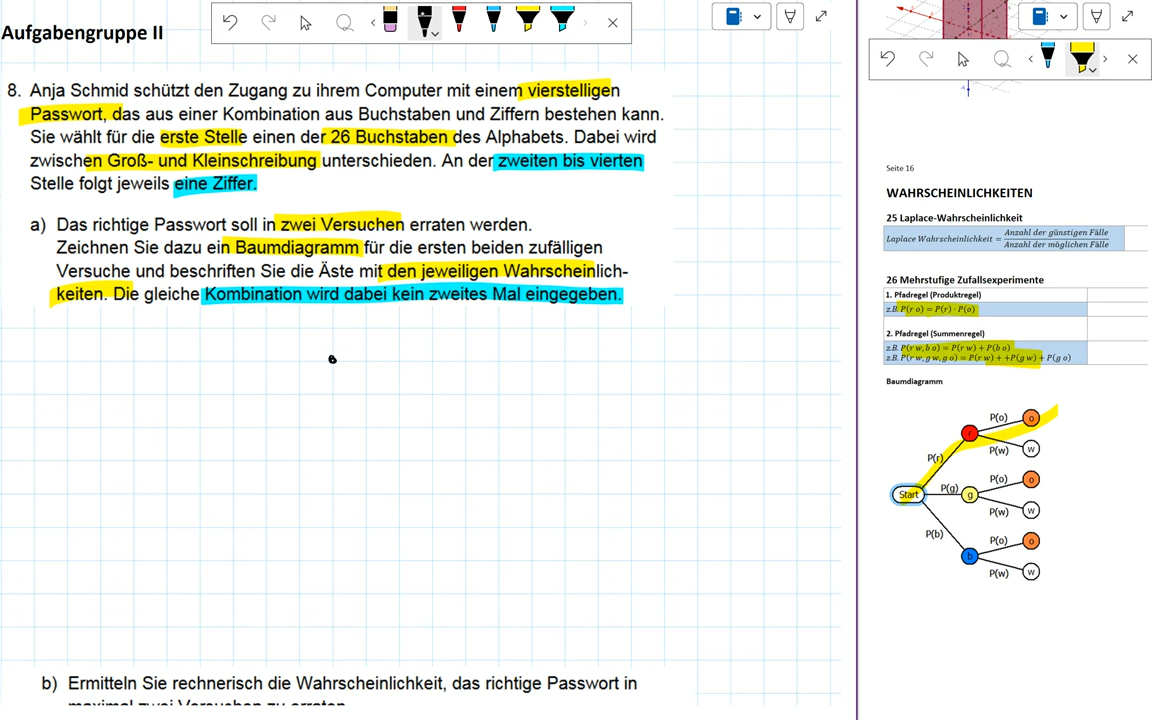 Aufgabengruppe II
8. Anja Schmid schützt den Zugang zu ihrem Computer mit einem vierstelligen
Passwort, das aus einer Kombination aus Buchstaben und Ziffern bestehen kann.
Sie wählt für die erste Stelle einen der 26 Buchstaben des Alphabets. Dabei wird
zwischen Groß- und Kleinschreibung unterschieden. An der zweiten bis vierten
Stelle folgt jeweils eine Ziffer.
a) Das richtige Passwort soll in zwei Versuchen erraten werden.
Zeichnen Sie dazu ein Baumdiagramm für die ersten beiden zufälligen
Versuche und beschriften Sie die Äste mit den jeweiligen Wahrscheinlich-
keiten. Die gleiche Kombination wird dabei kein zweites Mal eingegeben.
b) Ermitteln Sie rechnerisch die Wahrscheinlichkeit, das richtige Passwort in
maximal zwei Versuchen zu erraten.
Seite 16
WAHRSCHEINLICHKEITEN
25 Laplace-Wahrscheinlichkeit
Laplace Wahrscheinlichkeit = Anzahl der günstigen Fälle / Anzahl der möglichen Fälle
26 Mehrstufige Zufallsexperimente
1. Pfadregel (Produktregel)
z.B. P(r o) = P(r) · P(o)
2. Pfadregel (Summenregel)
z.B. P(r w, b o) = P(r w) + P(b o)
z.B. P(r w, g w, g o) = P(r w) + +P(g w) + P(g o)
Baumdiagramm
P(o) o
r
P(w) w
P(r)
P(o) o
Start P(g) g
P(w) w
P(b)
P(o) o
b
P(w) w